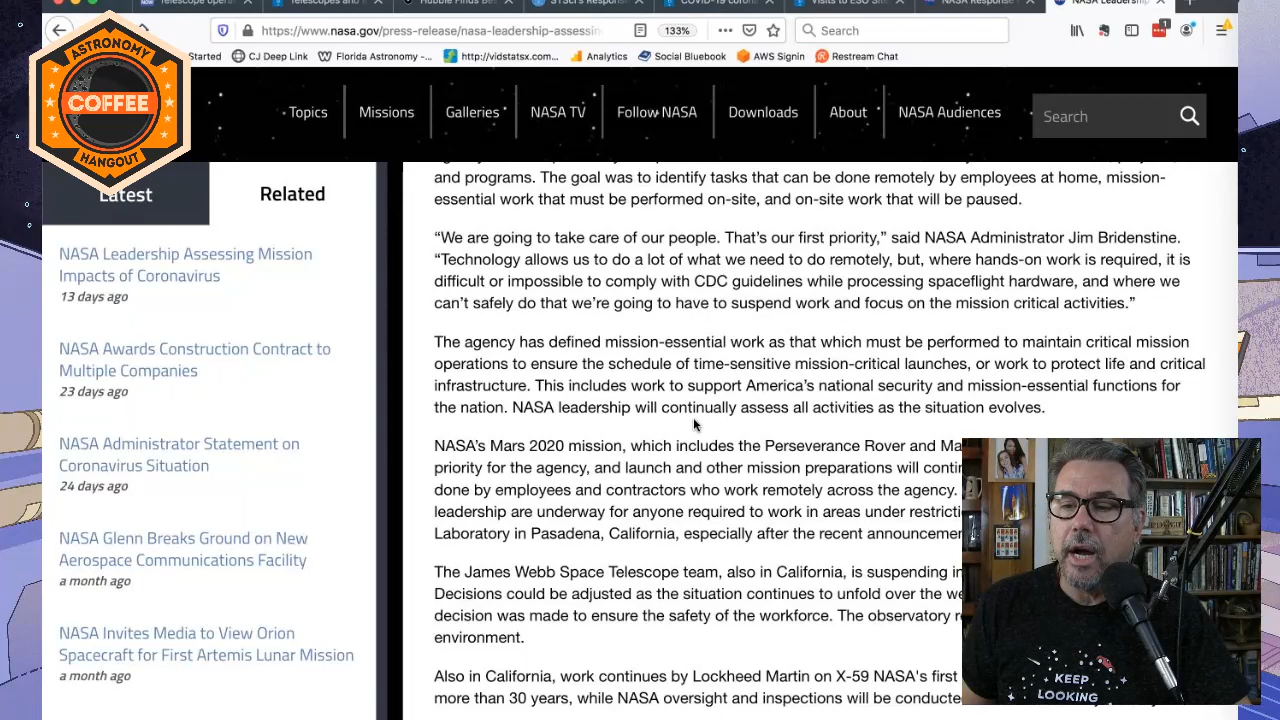 COVID-19
Visits to ESO
https://www.nasa.gov/press-release/nasa-leadership-assessin
133%
Search
1
CJ Deep Link
Florida Astronomy -...
http://vidstatsx.com...
Analytics
Social Bluebook
AWS Signin
Restream Chat
ASTRONOMY
COFFEE
HANGOUT
Topics
Missions
Galleries
NASA TV
Follow NASA
Downloads
About
NASA Audiences
Search
Latest
Related
NASA Leadership Assessing Mission
Impacts of Coronavirus
13 days ago
NASA Awards Construction Contract to
Multiple Companies
23 days ago
NASA Administrator Statement on
Coronavirus Situation
24 days ago
NASA Glenn Breaks Ground on New
Aerospace Communications Facility
a month ago
NASA Invites Media to View Orion
Spacecraft for First Artemis Lunar Mission
a month ago
and programs. The goal was to identify tasks that can be done remotely by employees at home, mission-
essential work that must be performed on-site, and on-site work that will be paused.
“We are going to take care of our people. That’s our first priority,” said NASA Administrator Jim Bridenstine.
“Technology allows us to do a lot of what we need to do remotely, but, where hands-on work is required, it is
difficult or impossible to comply with CDC guidelines while processing spaceflight hardware, and where we
can’t safely do that we’re going to have to suspend work and focus on the mission critical activities.”
The agency has defined mission-essential work as that which must be performed to maintain critical mission
operations to ensure the schedule of time-sensitive mission-critical launches, or work to protect life and critical
infrastructure. This includes work to support America’s national security and mission-essential functions for
the nation. NASA leadership will continually assess all activities as the situation evolves.
NASA’s Mars 2020 mission, which includes the Perseverance Rover and Ma
priority for the agency, and launch and other mission preparations will contin
done by employees and contractors who work remotely across the agency.
leadership are underway for anyone required to work in areas under restricti
Laboratory in Pasadena, California, especially after the recent announcemen
The James Webb Space Telescope team, also in California, is suspending in
Decisions could be adjusted as the situation continues to unfold over the we
decision was made to ensure the safety of the workforce. The observatory r
environment.
Also in California, work continues by Lockheed Martin on X-59 NASA's first
more than 30 years, while NASA oversight and inspections will be conducte
KEEP
LOOKING